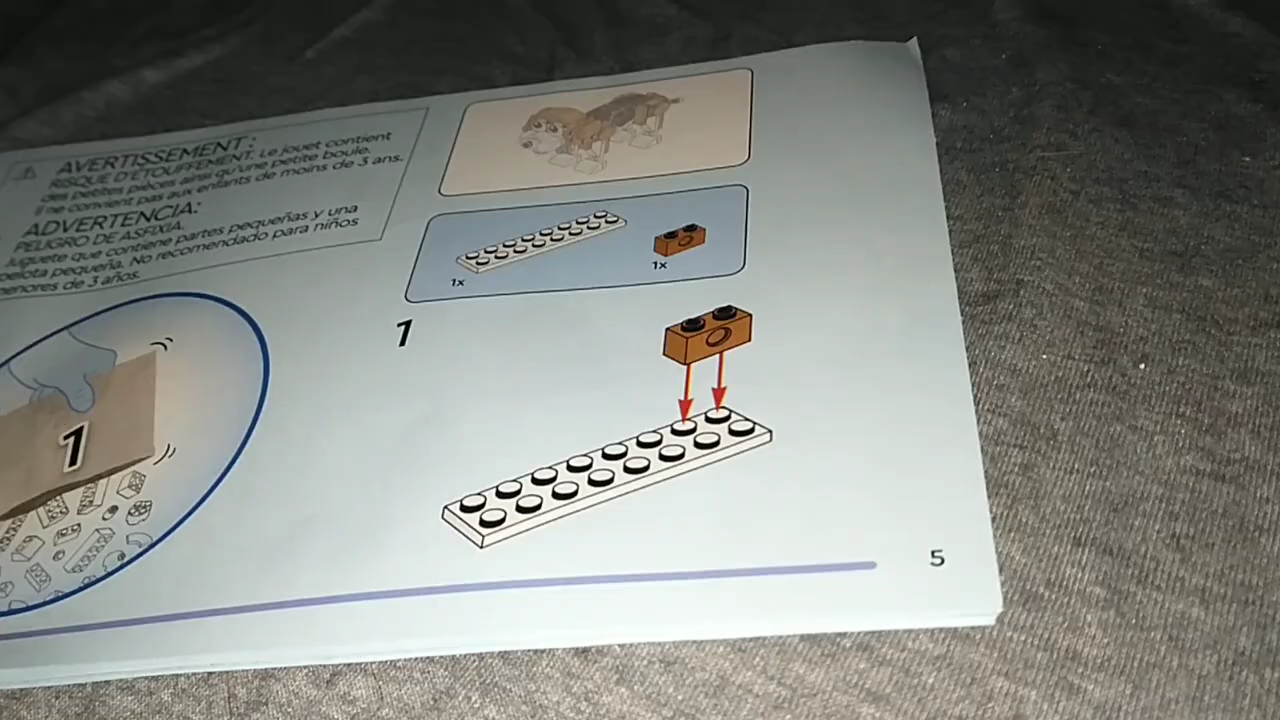 AVERTISSEMENT:
RISQUE D'ÉTOUFFEMENT. Le jouet contient
des petites pièces ainsi qu'une petite boule.
Il ne convient pas aux enfants de moins de 3 ans.
ADVERTENCIA:
PELIGRO DE ASFIXIA.
Juguete que contiene partes pequeñas y una
pelota pequeña. No recomendado para niños
menores de 3 años.
1x
1x
1
1
5